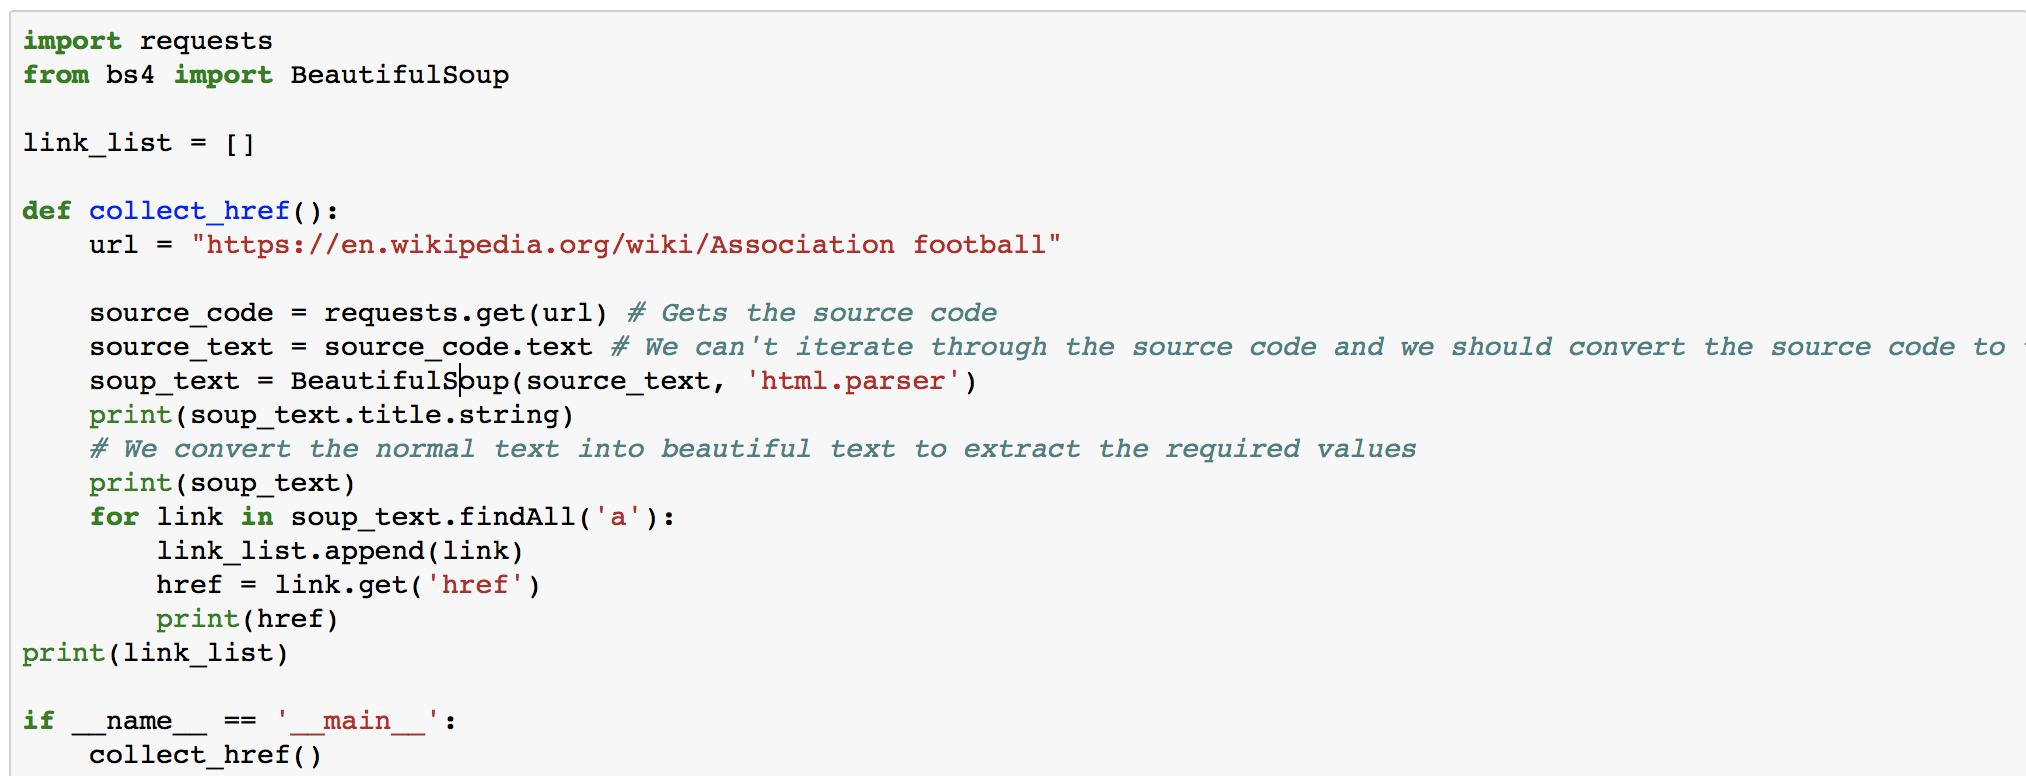 import requests
from bs4 import BeautifulSoup
link_list = []
def collect_href():
    url = "https://en.wikipedia.org/wiki/Association football"
    source_code = requests.get(url) # Gets the source code
    source_text = source_code.text # We can't iterate through the source code and we should convert the source code to
    soup_text = BeautifulSoup(source_text, 'html.parser')
    print(soup_text.title.string)
    # We convert the normal text into beautiful text to extract the required values
    print(soup_text)
    for link in soup_text.findAll('a'):
        link_list.append(link)
        href = link.get('href')
        print(href)
print(link_list)
if __name__ == '__main__':
    collect_href()